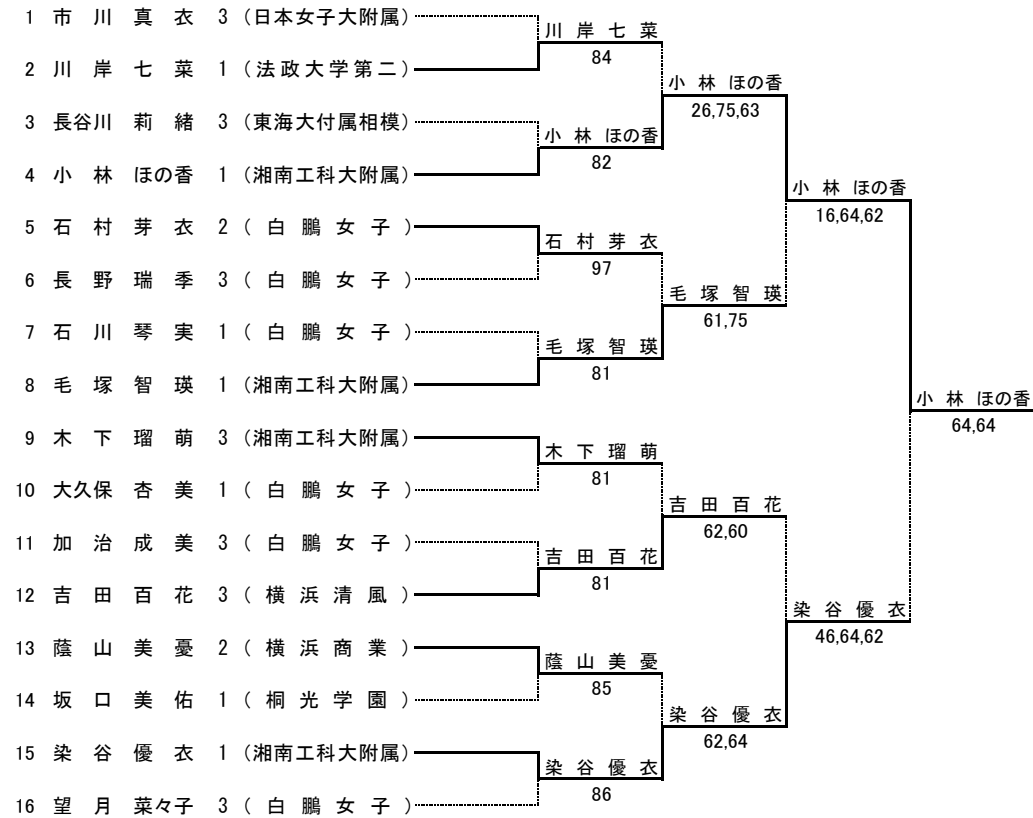 1 市川真衣 3 (日本女子大附属)
川岸七菜
84
2 川岸七菜 1 (法政大学第二)
小林 ほの香
26,75,63
3 長谷川 莉緒 3 (東海大付属相模)
小林 ほの香
82
4 小林 ほの香 1 (湘南工科大附属)
小林 ほの香
16,64,62
5 石村芽衣 2 (白鵬女子)
石村芽衣
97
6 長野瑞季 3 (白鵬女子)
毛塚智瑛
61,75
7 石川琴実 1 (白鵬女子)
毛塚智瑛
81
8 毛塚智瑛 1 (湘南工科大附属)
小林 ほの香
64,64
9 木下瑠萌 3 (湘南工科大附属)
木下瑠萌
81
10 大久保 杏美 1 (白鵬女子)
吉田百花
62,60
11 加治成美 3 (白鵬女子)
吉田百花
81
12 吉田百花 3 (横浜清風)
染谷優衣
46,64,62
13 蔭山美憂 2 (横浜商業)
蔭山美憂
85
14 坂口美佑 1 (桐光学園)
染谷優衣
62,64
15 染谷優衣 1 (湘南工科大附属)
染谷優衣
86
16 望月 菜々子 3 (白鵬女子)